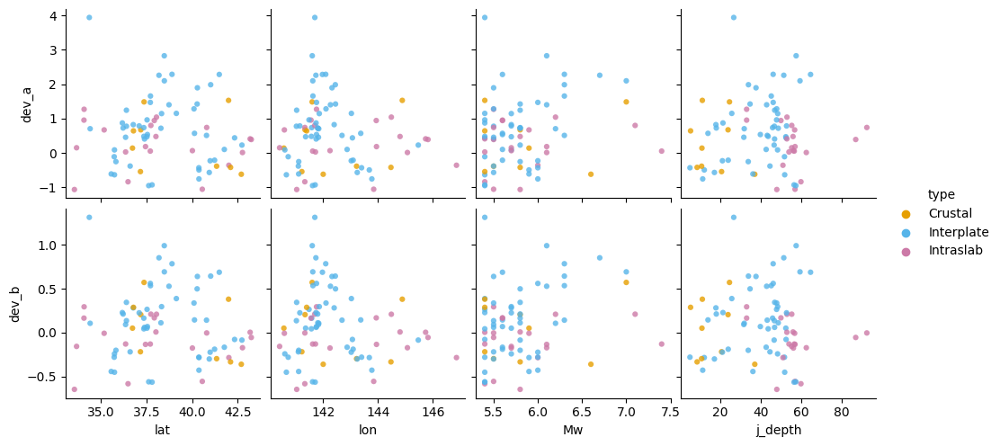 4
3
2
1
0
−1
dev_a
1.0
0.5
0.0
−0.5
dev_b
35.0 37.5 40.0 42.5
142 144 146
5.5 6.0 6.5 7.0 7.5
20 40 60 80
lat
lon
Mw
j_depth
type
Crustal
Interplate
Intraslab